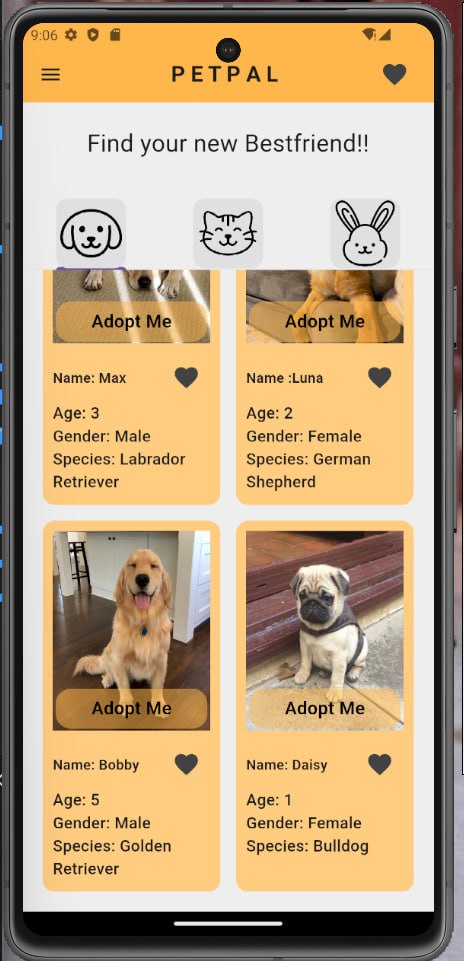 9:06
PETPAL
Find your new Bestfriend!!
Adopt Me
Name: Max
Age: 3
Gender: Male
Species: Labrador
Retriever
Adopt Me
Name :Luna
Age: 2
Gender: Female
Species: German
Shepherd
Adopt Me
Name: Bobby
Age: 5
Gender: Male
Species: Golden
Retriever
Adopt Me
Name: Daisy
Age: 1
Gender: Female
Species: Bulldog